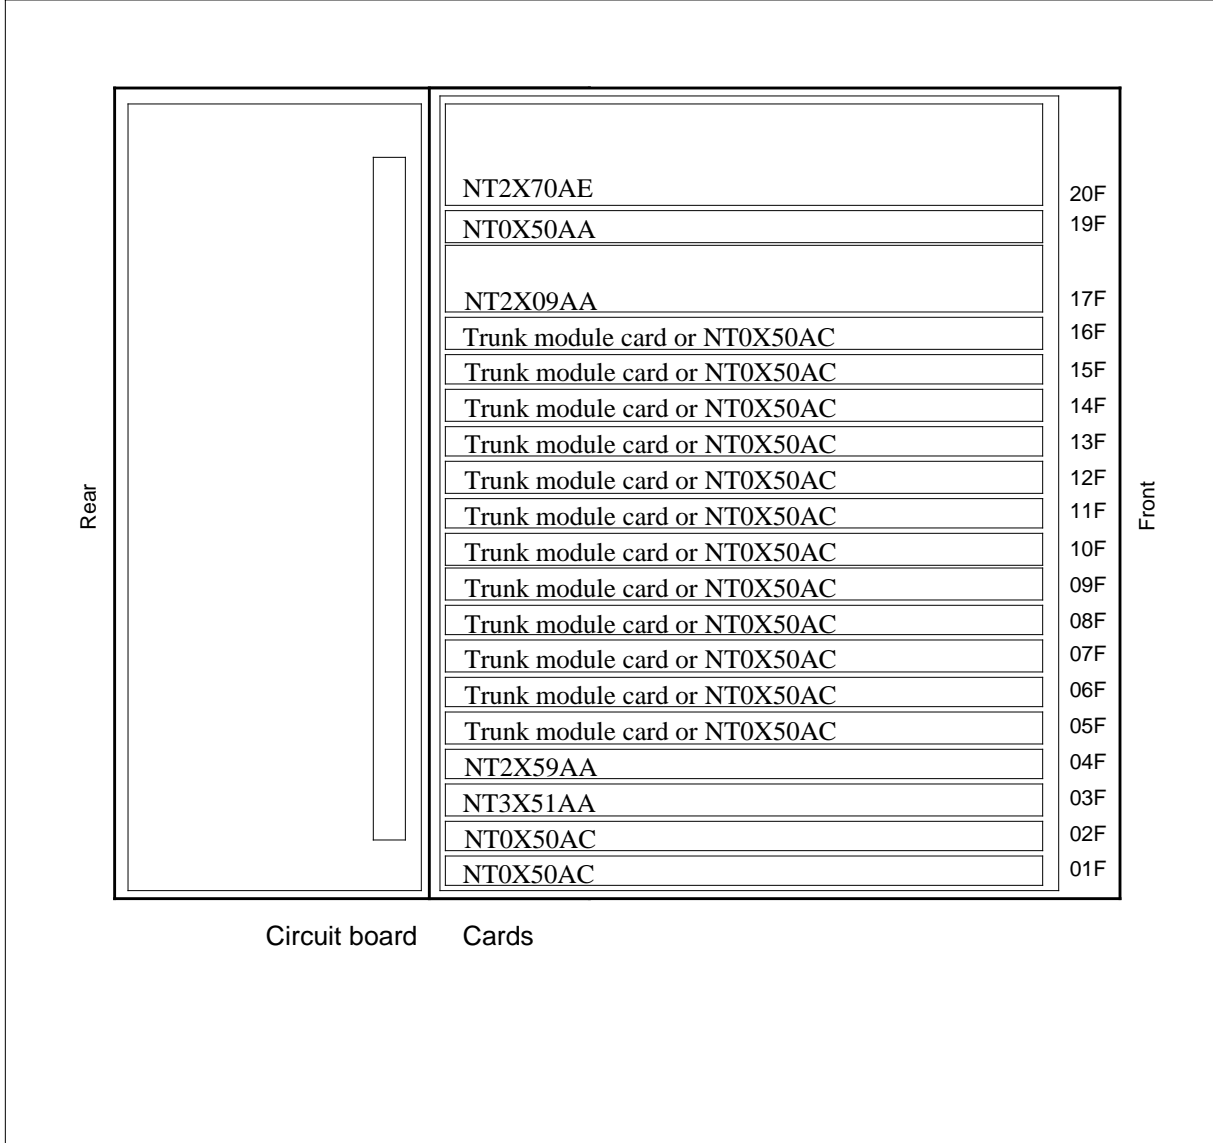 NT2X70AE 20F
NT0X50AA 19F
NT2X09AA 17F
Trunk module card or NT0X50AC 16F
Trunk module card or NT0X50AC 15F
Trunk module card or NT0X50AC 14F
Trunk module card or NT0X50AC 13F
Trunk module card or NT0X50AC 12F
Trunk module card or NT0X50AC 11F
Trunk module card or NT0X50AC 10F
Trunk module card or NT0X50AC 09F
Trunk module card or NT0X50AC 08F
Trunk module card or NT0X50AC 07F
Trunk module card or NT0X50AC 06F
Trunk module card or NT0X50AC 05F
NT2X59AA 04F
NT3X51AA 03F
NT0X50AC 02F
NT0X50AC 01F
Rear
Front
Circuit board Cards